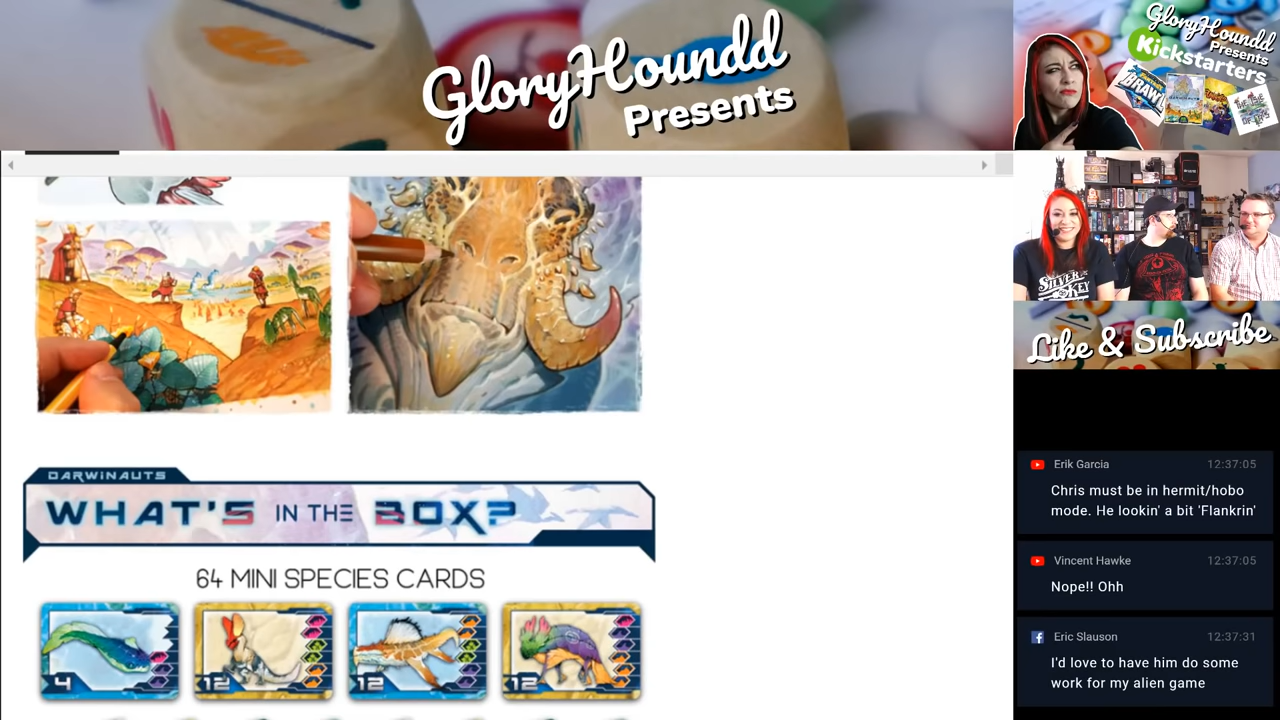 GloryHoundd
Presents
GloryHoundd
Presents
Kickstarters
BRAWL
SILVER
KEY
Like & Subscribe
DARWINAUTS
WHAT'S IN THE BOX?
64 MINI SPECIES CARDS
4
12
12
12
Erik Garcia 12:37:05
Chris must be in hermit/hobo
mode. He lookin' a bit 'Flankrin'
Vincent Hawke 12:37:05
Nope!! Ohh
Eric Slauson 12:37:31
I'd love to have him do some
work for my alien game